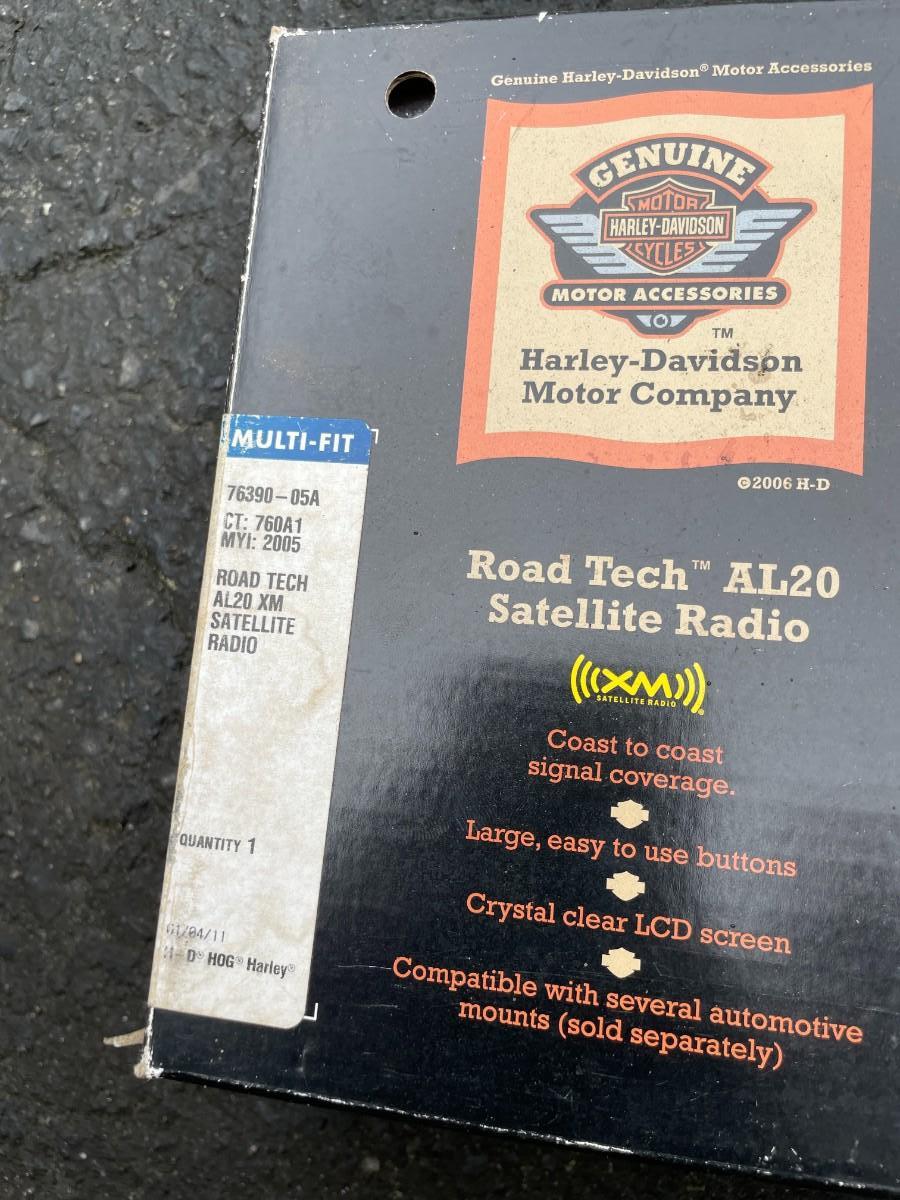 Genuine Harley-Davidson® Motor Accessories
GENUINE
MOTOR
HARLEY-DAVIDSON
CYCLES
MOTOR ACCESSORIES
TM
Harley-Davidson
Motor Company
©2006 H-D
MULTI-FIT
76390-05A
CT: 760A1
MYI: 2005
ROAD TECH
AL20 XM
SATELLITE
RADIO
QUANTITY 1
01/04/11
H-D® HOG® Harley®
Road Tech™ AL20
Satellite Radio
XM
SATELLITE RADIO®
Coast to coast
signal coverage.
Large, easy to use buttons
Crystal clear LCD screen
Compatible with several automotive
mounts (sold separately)